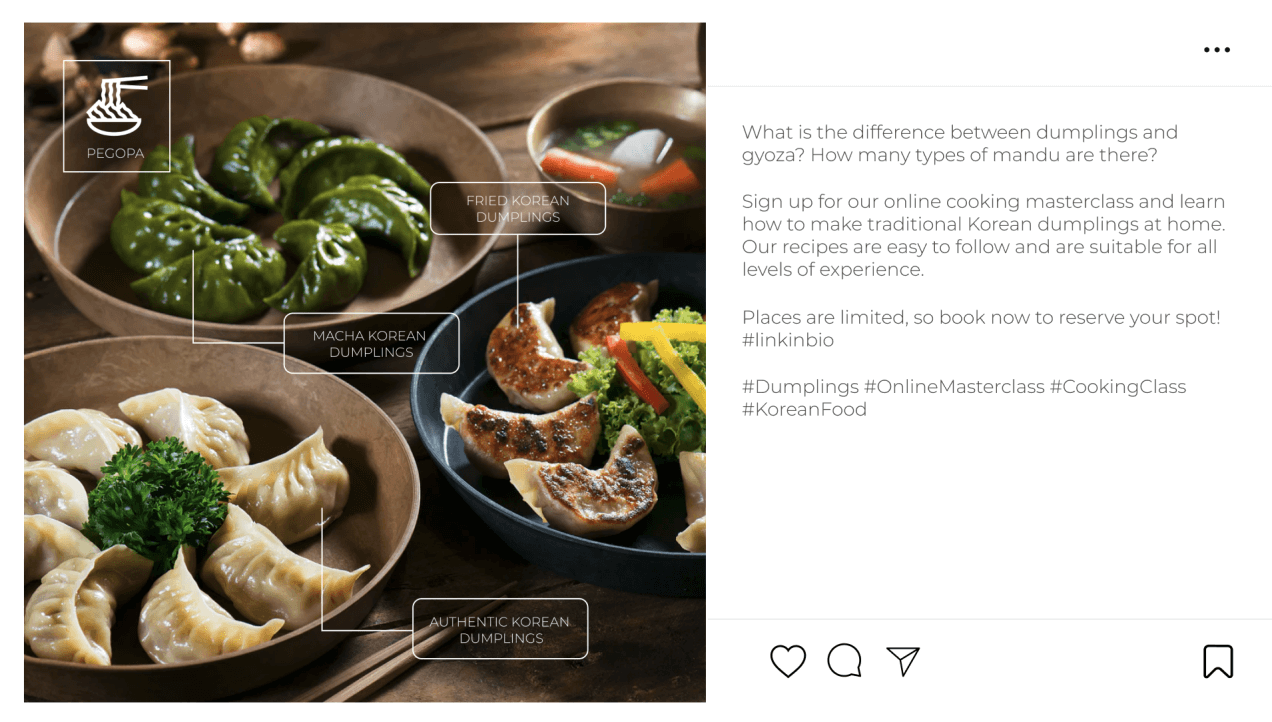 PEGOPA
FRIED KOREAN
DUMPLINGS
MACHA KOREAN
DUMPLINGS
AUTHENTIC KOREAN
DUMPLINGS
What is the difference between dumplings and
gyoza? How many types of mandu are there?
Sign up for our online cooking masterclass and learn
how to make traditional Korean dumplings at home.
Our recipes are easy to follow and are suitable for all
levels of experience.
Places are limited, so book now to reserve your spot!
#linkinbio
#Dumplings #OnlineMasterclass #CookingClass
#KoreanFood